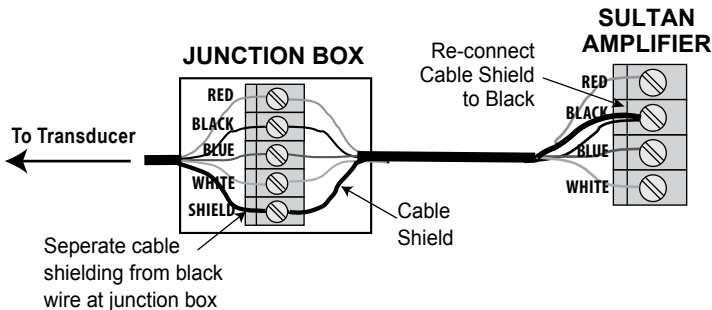 SULTAN
AMPLIFIER
JUNCTION BOX
Re-connect
Cable Shield
to Black
RED
BLACK
BLUE
WHITE
SHIELD
To Transducer
RED
BLACK
BLUE
WHITE
Cable
Shield
Seperate cable
shielding from black
wire at junction box